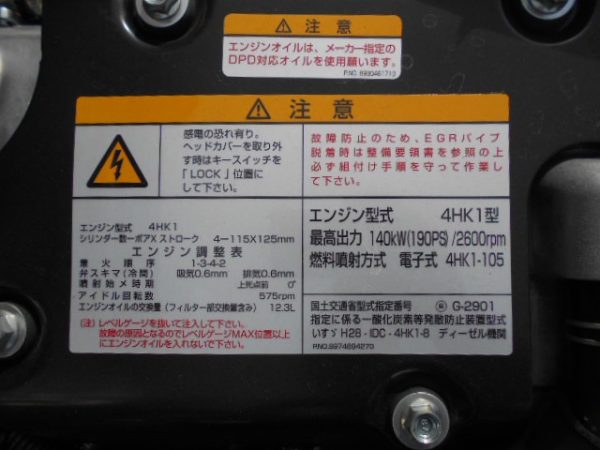 ⚠ 注意
エンジンオイルは、メーカー指定の
DPD対応オイルを使用願います。
P.NO. 8980461713
⚠ 注意
感電の恐れ有り。
ヘッドカバーを取り外
す時はキースイッチを
「LOCK」位置に
して下さい。
故障防止のため、EGRパイプ
脱着時は整備要領書を参照の上
必ず組付け手順を守って作業し
て下さい。
エンジン型式 4HK1
シリンダー数ーボアX ストローク 4ー115X125mm
エンジン調整表
着火順序 1-3-4-2
弁スキマ(冷間) 吸気0.6mm 排気0.6mm
噴射始メ時期 上死点前 0°
アイドル回転数 575rpm
エンジンオイルの交換量(フィルター部交換量含み) 12.3L
(注)レベルゲージを抜いて注入して下さい。
故障の原因となるのでレベルゲージMAX位置以上
にエンジンオイルを入れないで下さい。
エンジン型式 4HK1型
最高出力 140kW(190PS)/2600rpm
燃料噴射方式 電子式 4HK1-105
国土交通省型式指定番号 G-2901
指定に係る一酸化炭素等発散防止装置型式
いすゞH28-IDC-4HK1-8 ディーゼル機関
P.NO. 8974694270